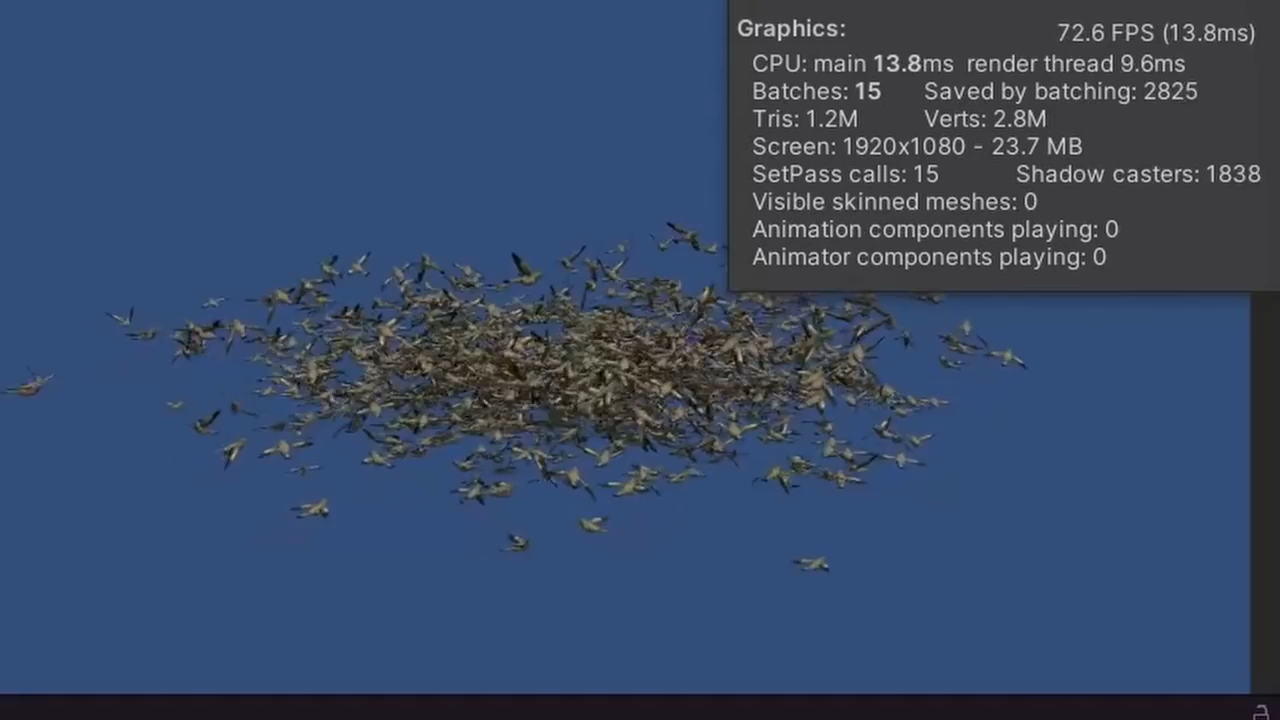 Graphics: 72.6 FPS (13.8ms)
CPU: main 13.8ms render thread 9.6ms
Batches: 15 Saved by batching: 2825
Tris: 1.2M Verts: 2.8M
Screen: 1920x1080 - 23.7 MB
SetPass calls: 15 Shadow casters: 1838
Visible skinned meshes: 0
Animation components playing: 0
Animator components playing: 0